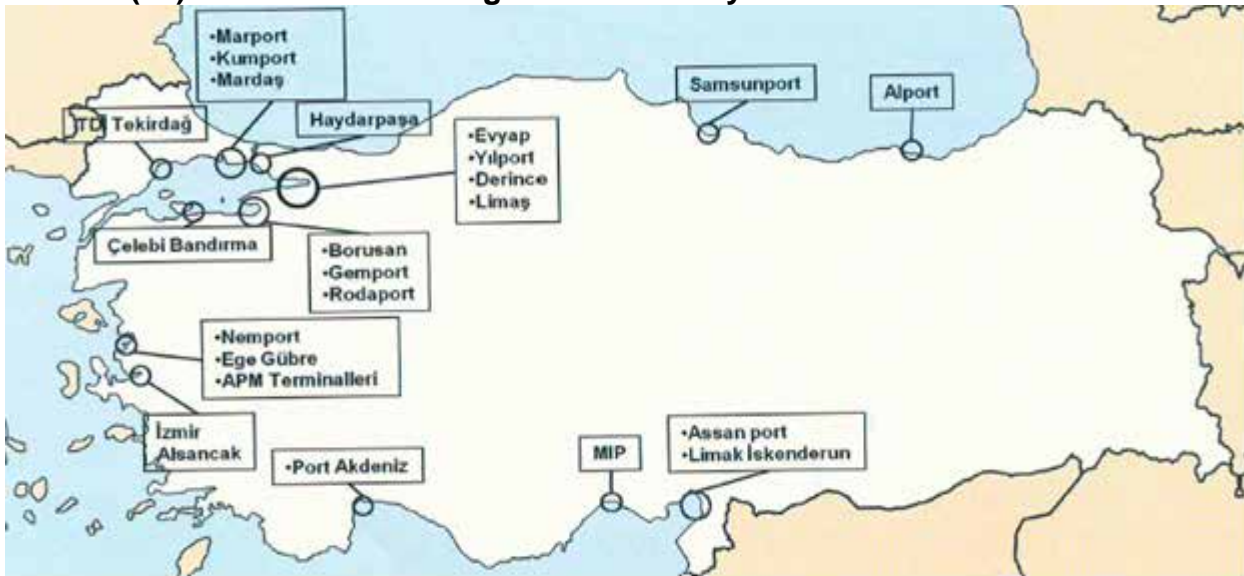 •Marport
•Kumport
•Mardaş
Samsunport
Alport
TDİ Tekirdağ
Haydarpaşa
•Evyap
•Yılport
•Derince
•Limaş
Çelebi Bandırma
•Borusan
•Gemport
•Rodaport
•Nemport
•Ege Gübre
•APM Terminalleri
İzmir
Alsancak
•Port Akdeniz
MIP
•Assan port
•Limak İskenderun